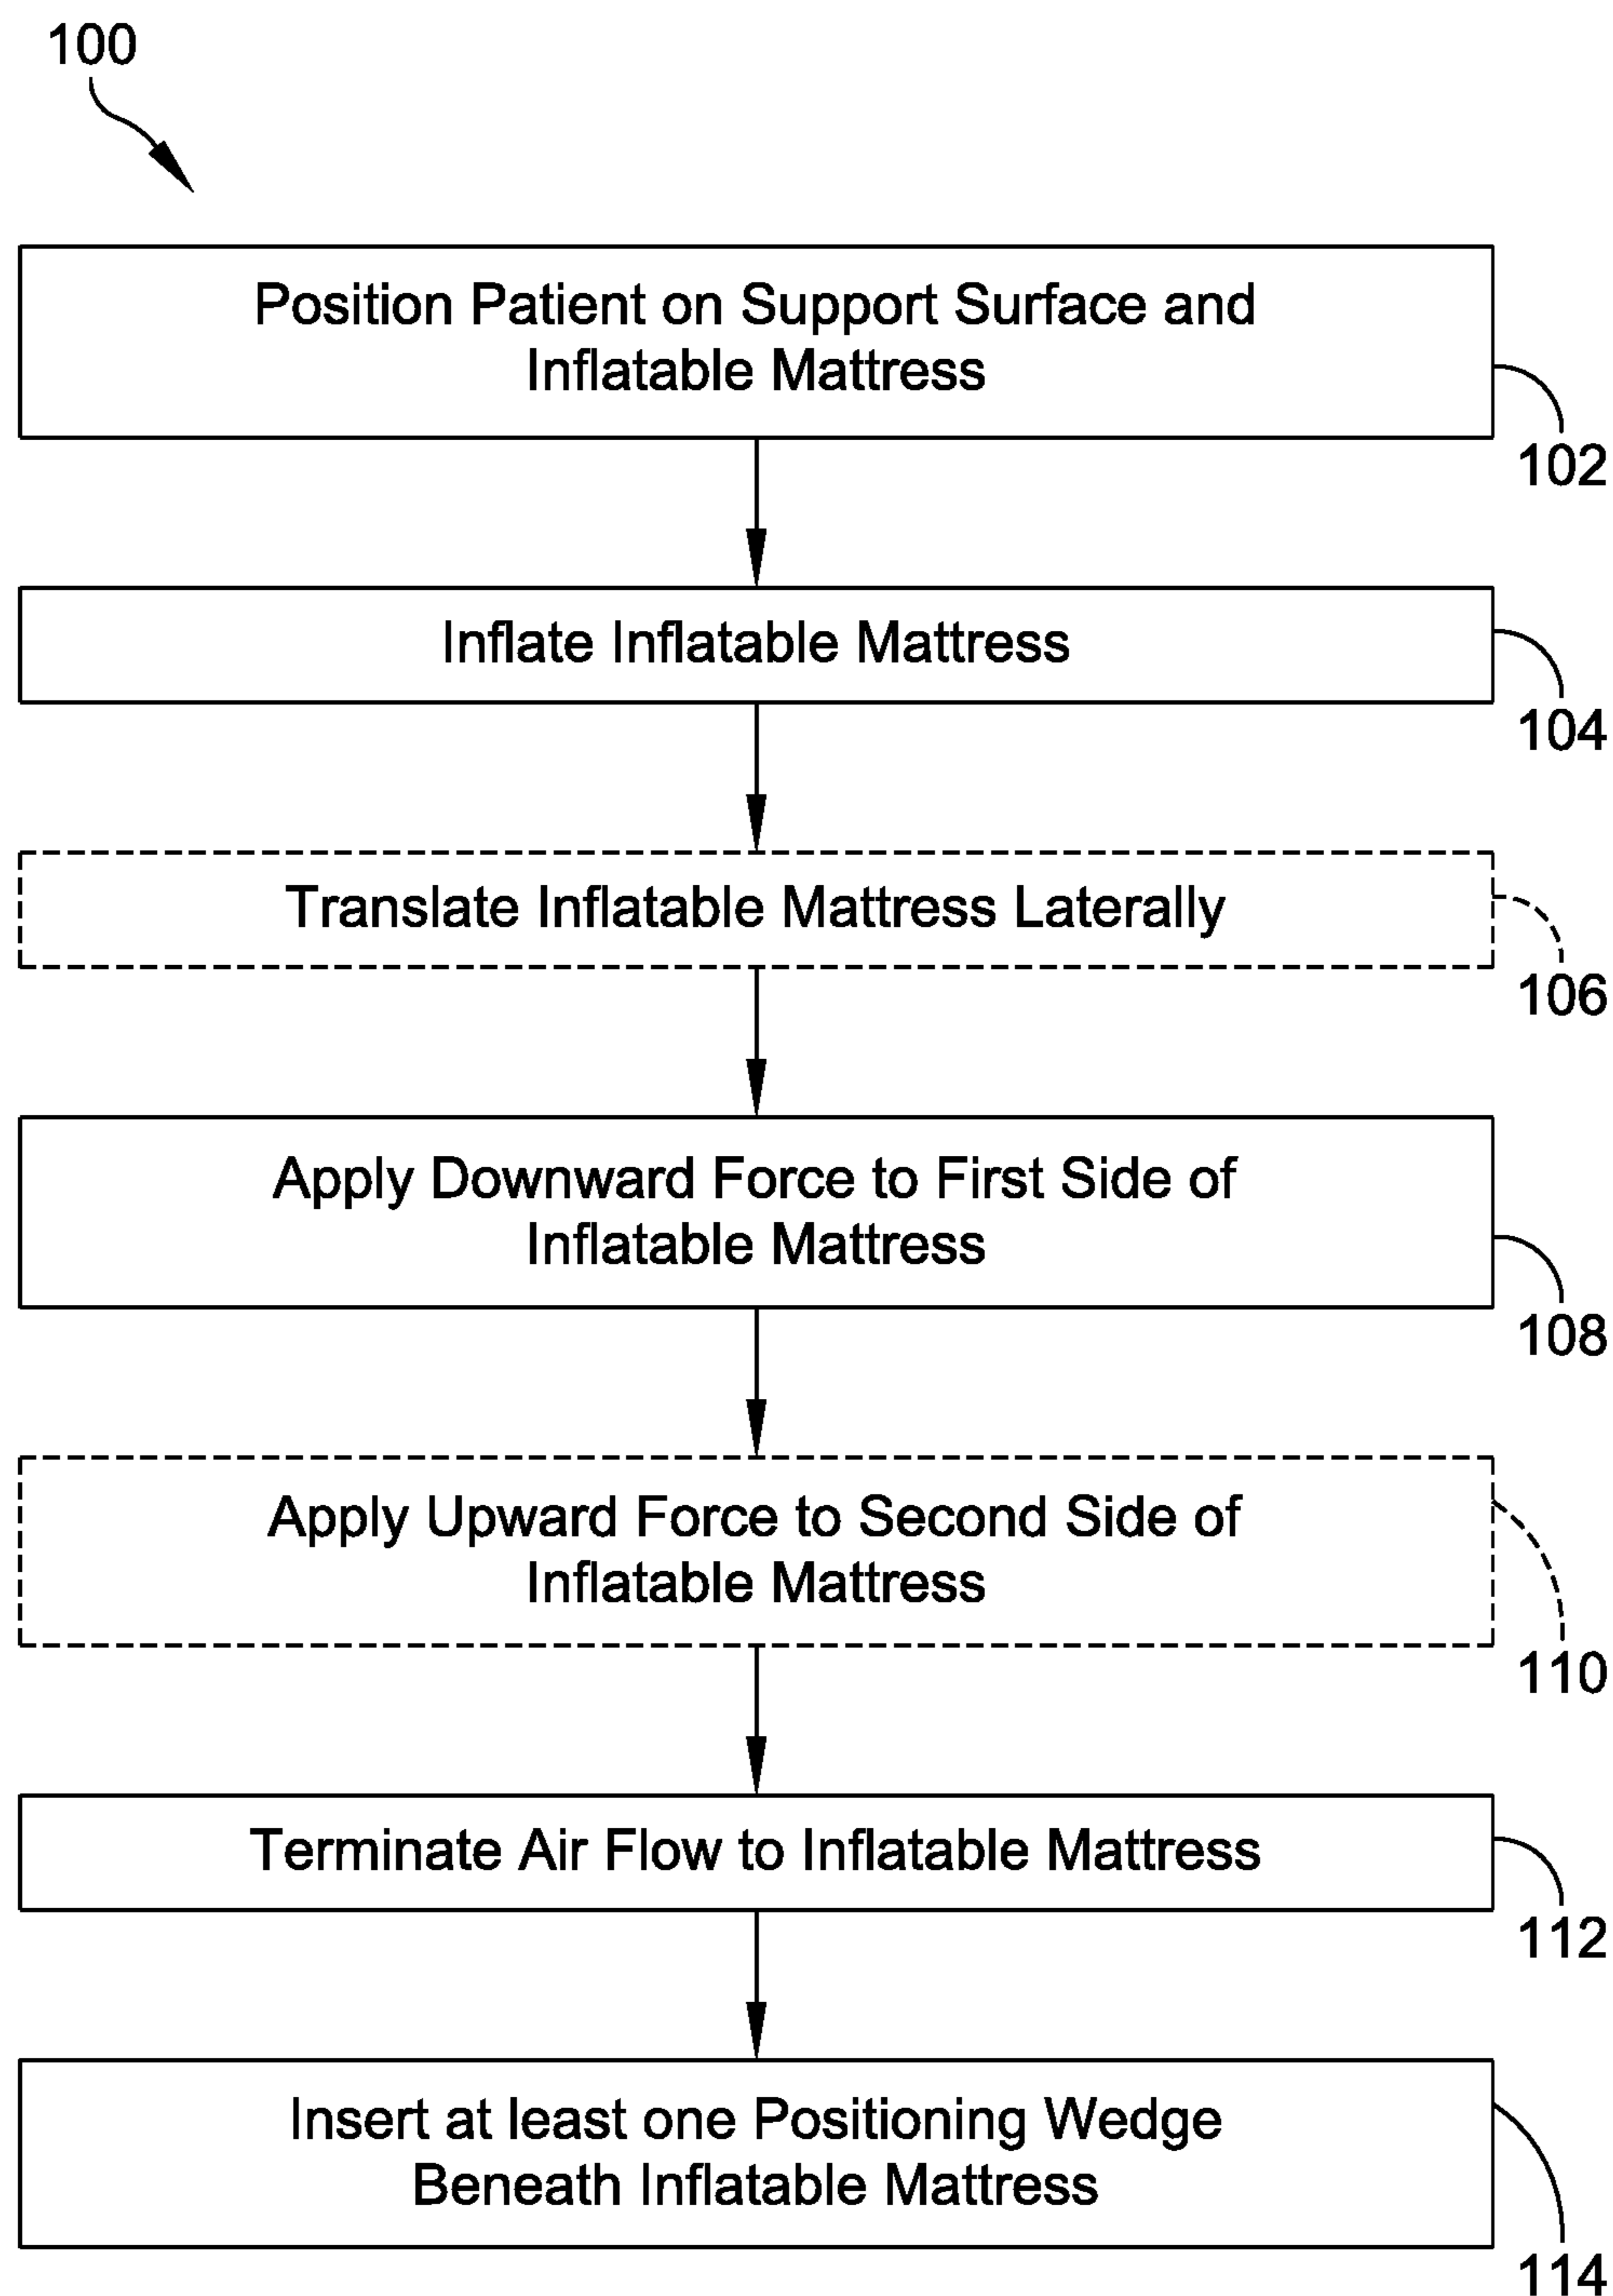 100
Position Patient on Support Surface and
Inflatable Mattress
102
Inflate Inflatable Mattress
104
Translate Inflatable Mattress Laterally
106
Apply Downward Force to First Side of
Inflatable Mattress
108
Apply Upward Force to Second Side of
Inflatable Mattress
110
Terminate Air Flow to Inflatable Mattress
112
Insert at least one Positioning Wedge
Beneath Inflatable Mattress
114